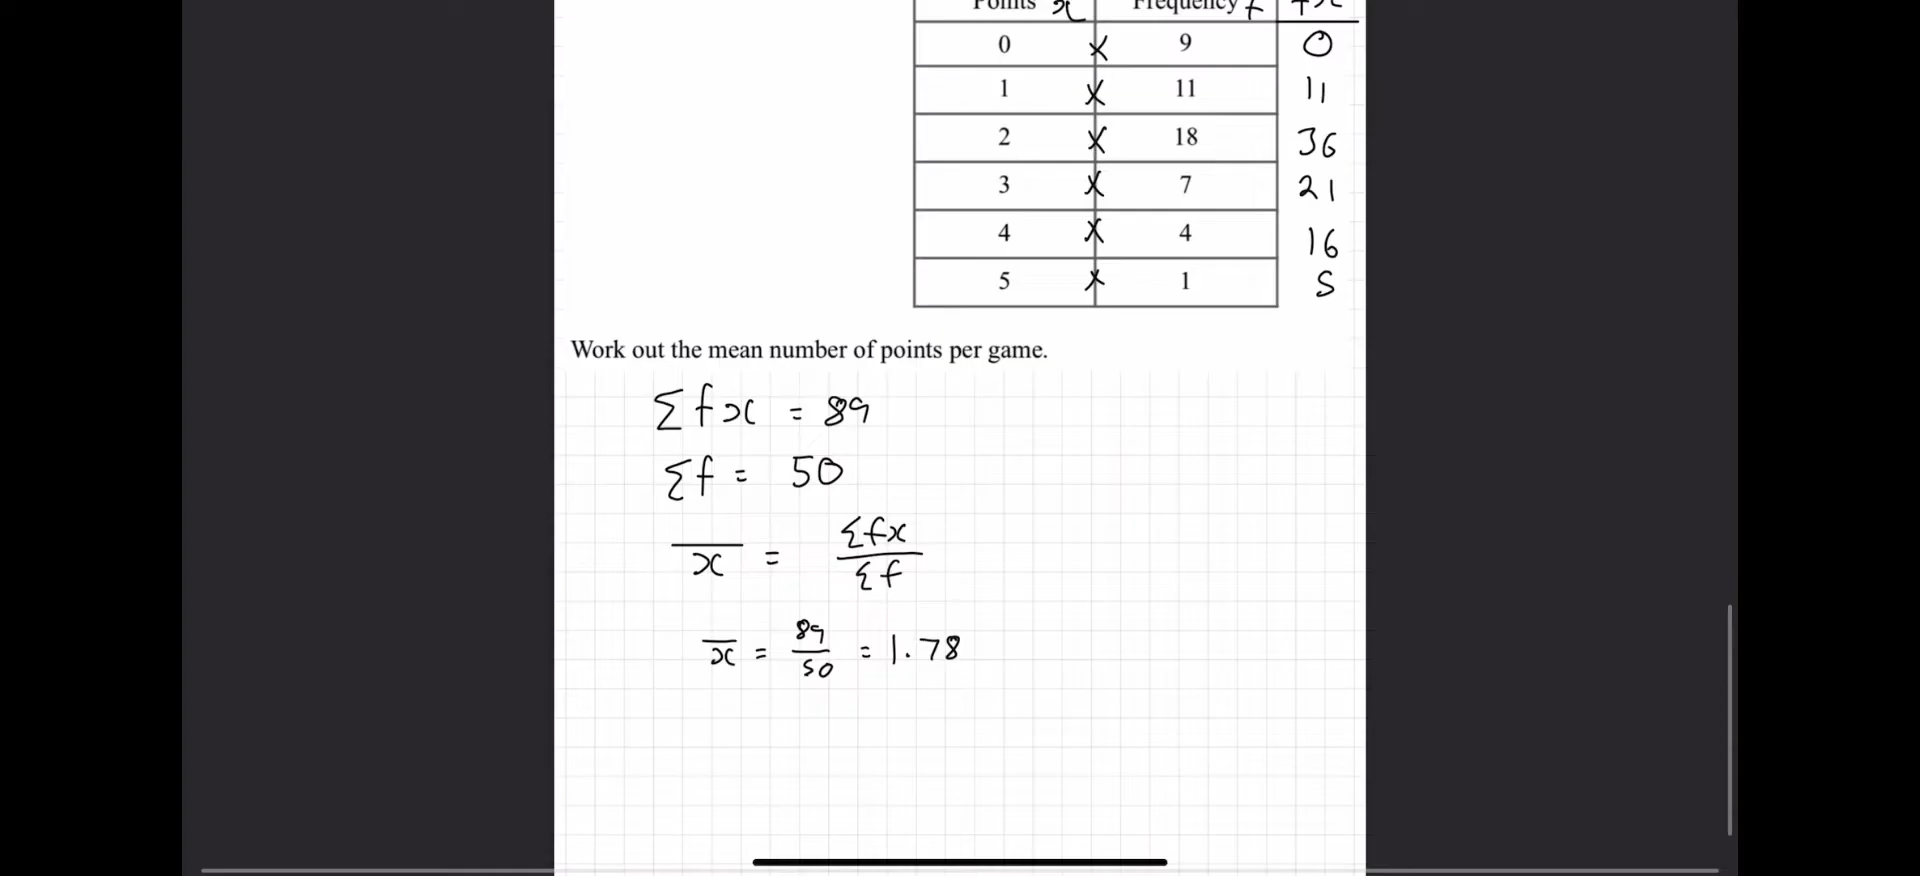 Points x Frequency f fx
0 x 9 0
1 x 11 11
2 x 18 36
3 x 7 21
4 x 4 16
5 x 1 5
Work out the mean number of points per game.
Σfx = 89
Σf = 50
x̄ = Σfx / Σf
x̄ = 89/50 = 1.78